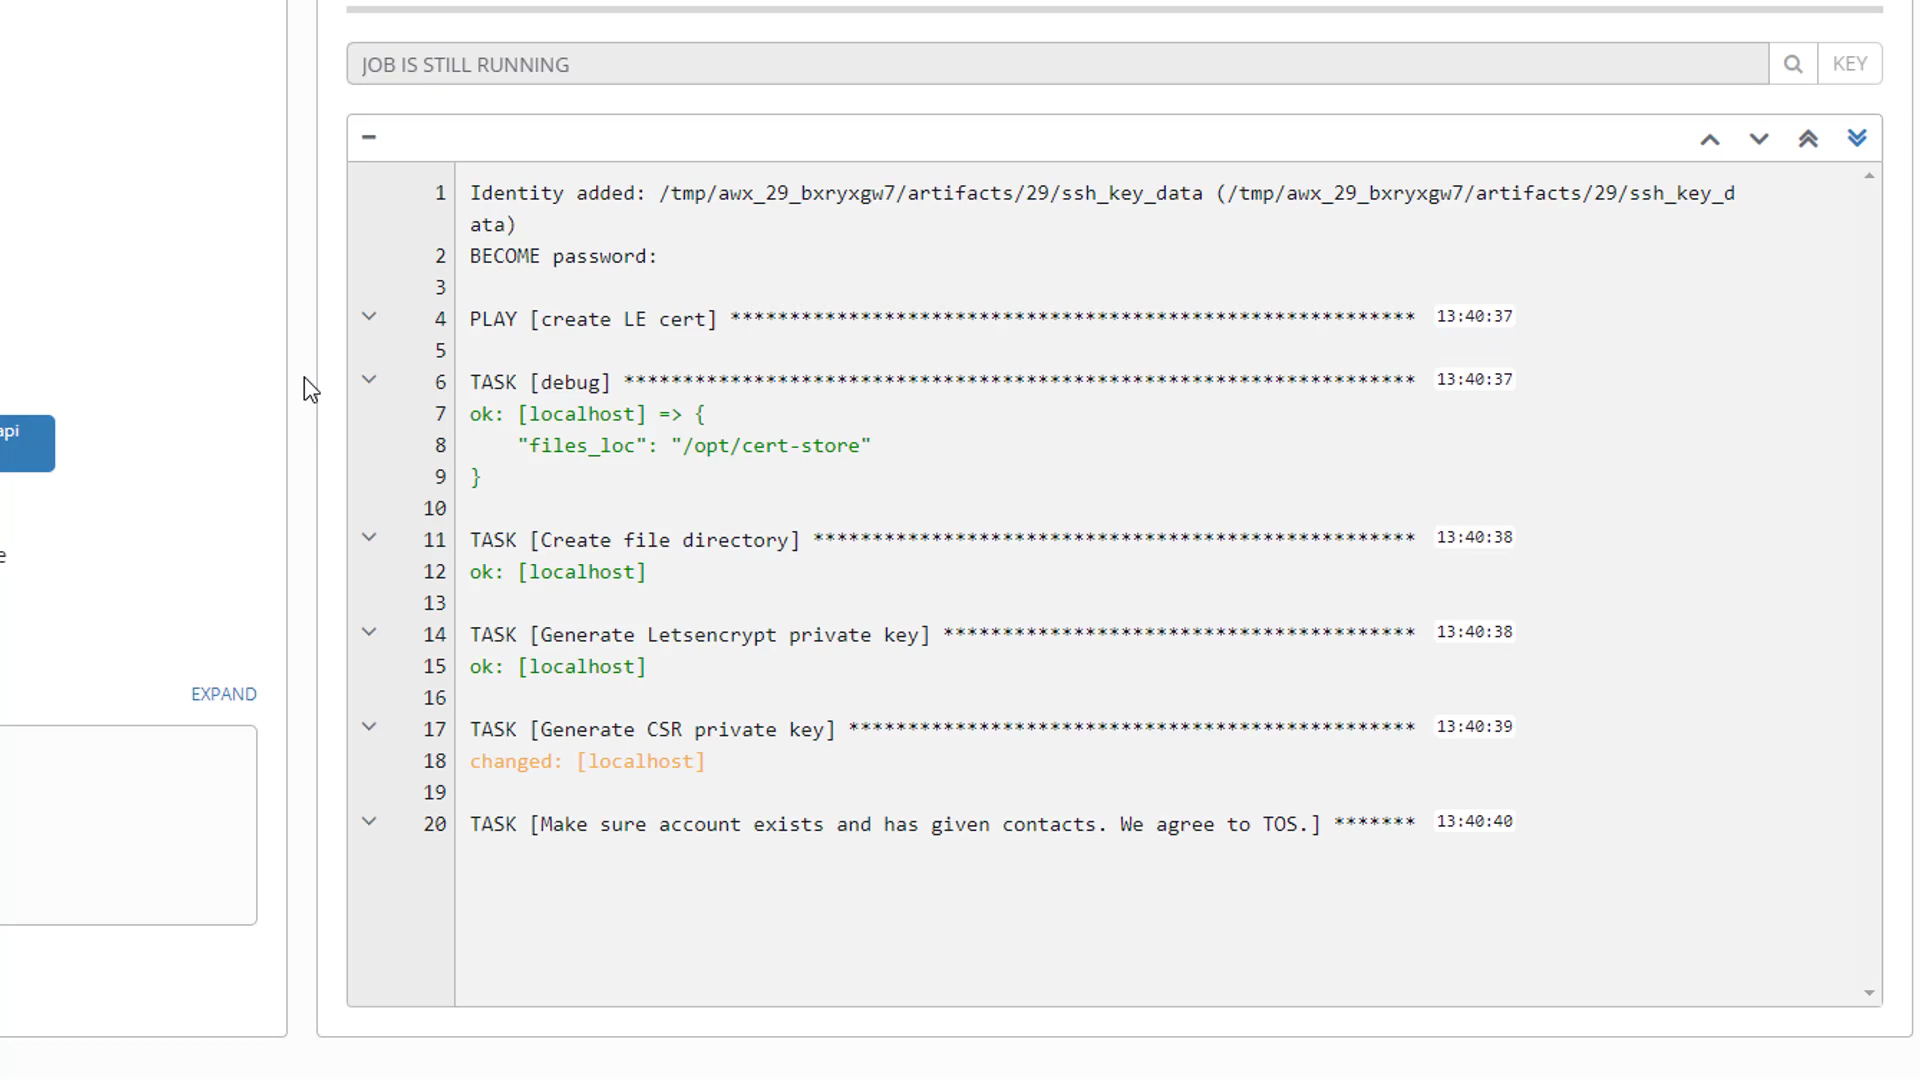 JOB IS STILL RUNNING
KEY
1 Identity added: /tmp/awx_29_bxryxgw7/artifacts/29/ssh_key_data (/tmp/awx_29_bxryxgw7/artifacts/29/ssh_key_d
ata)
2 BECOME password:
3
4 PLAY [create LE cert] ********************************************************** 13:40:37
5
6 TASK [debug] ******************************************************************* 13:40:37
7 ok: [localhost] => {
8 "files_loc": "/opt/cert-store"
9 }
10
11 TASK [Create file directory] *************************************************** 13:40:38
12 ok: [localhost]
13
14 TASK [Generate Letsencrypt private key] **************************************** 13:40:38
15 ok: [localhost]
16
17 TASK [Generate CSR private key] ************************************************ 13:40:39
18 changed: [localhost]
19
20 TASK [Make sure account exists and has given contacts. We agree to TOS.] ******* 13:40:40
api
e
EXPAND